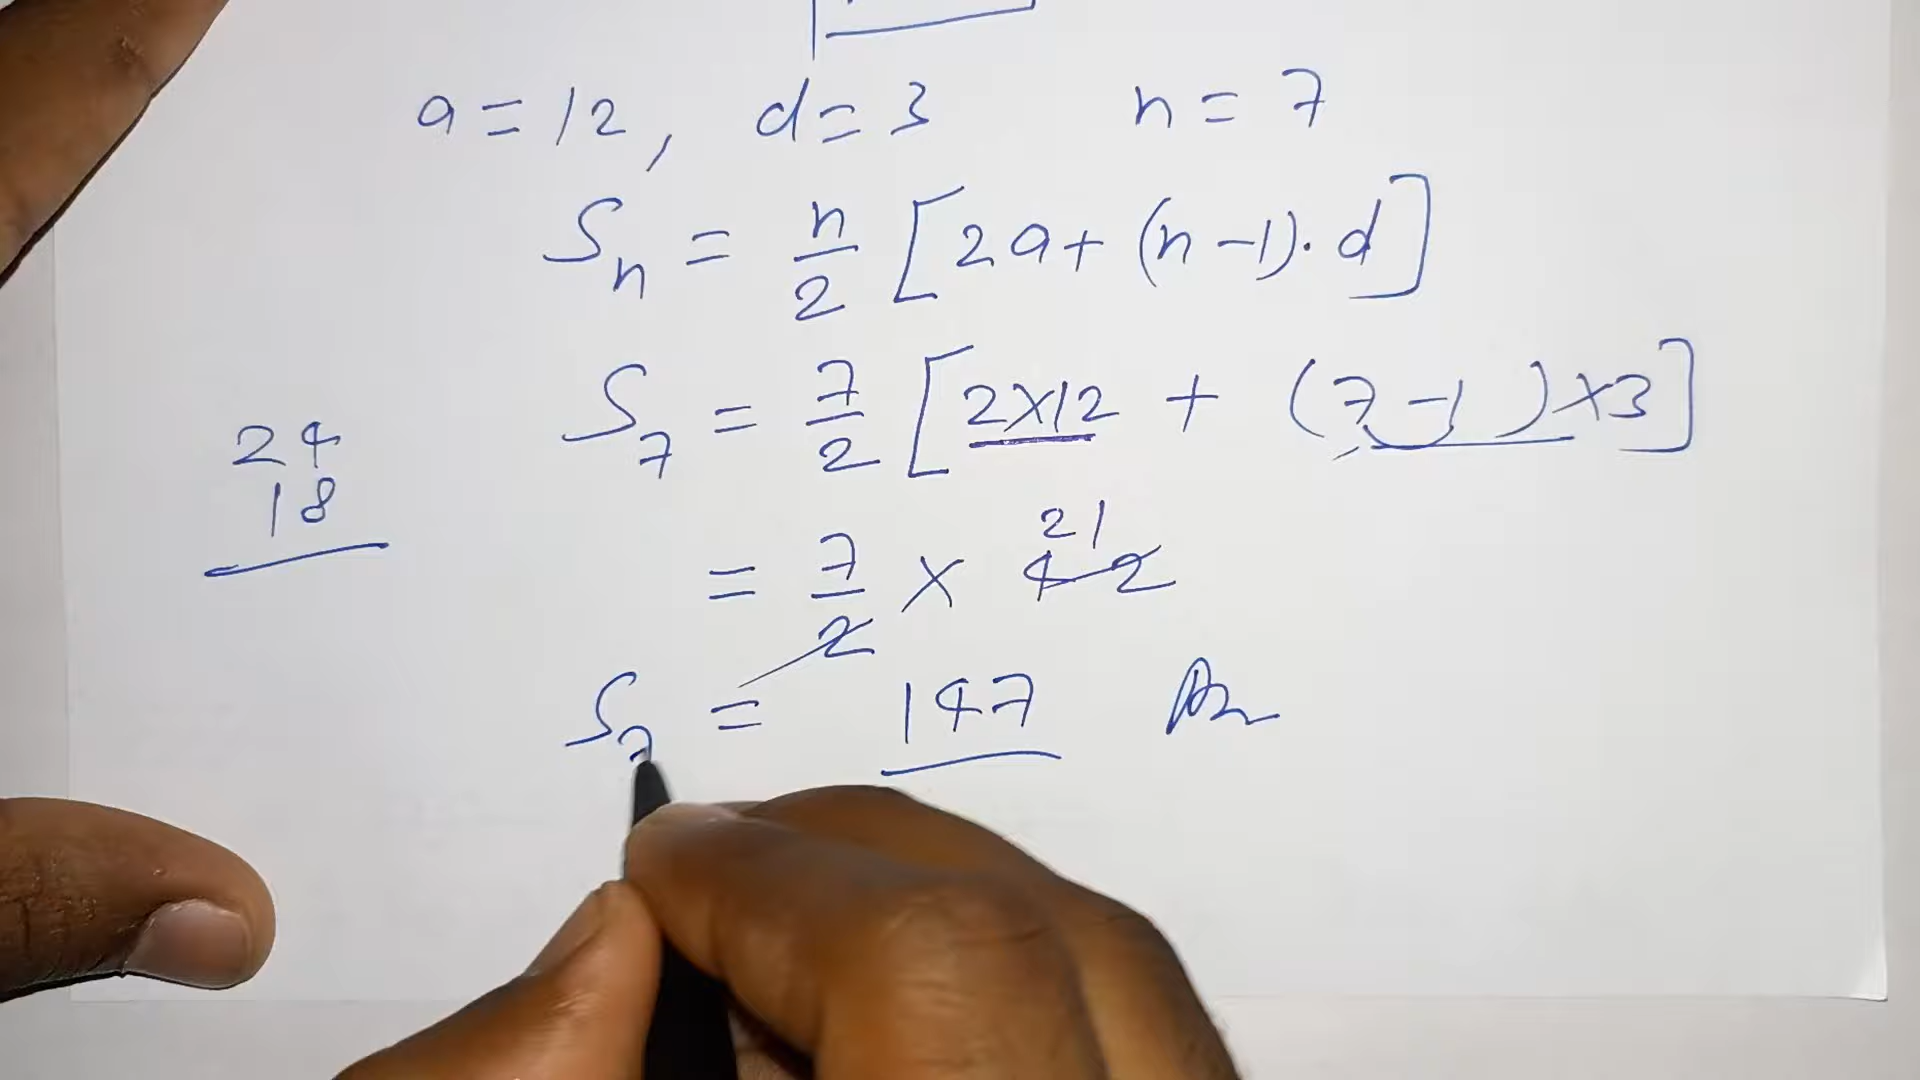 a = 12, d = 3 n = 7
Sn = n/2 [2a + (n - 1) · d]
S7 = 7/2 [2 × 12 + (7 - 1) × 3]
24
18
= 7/2 × 42 21
S7 = 147 Ans